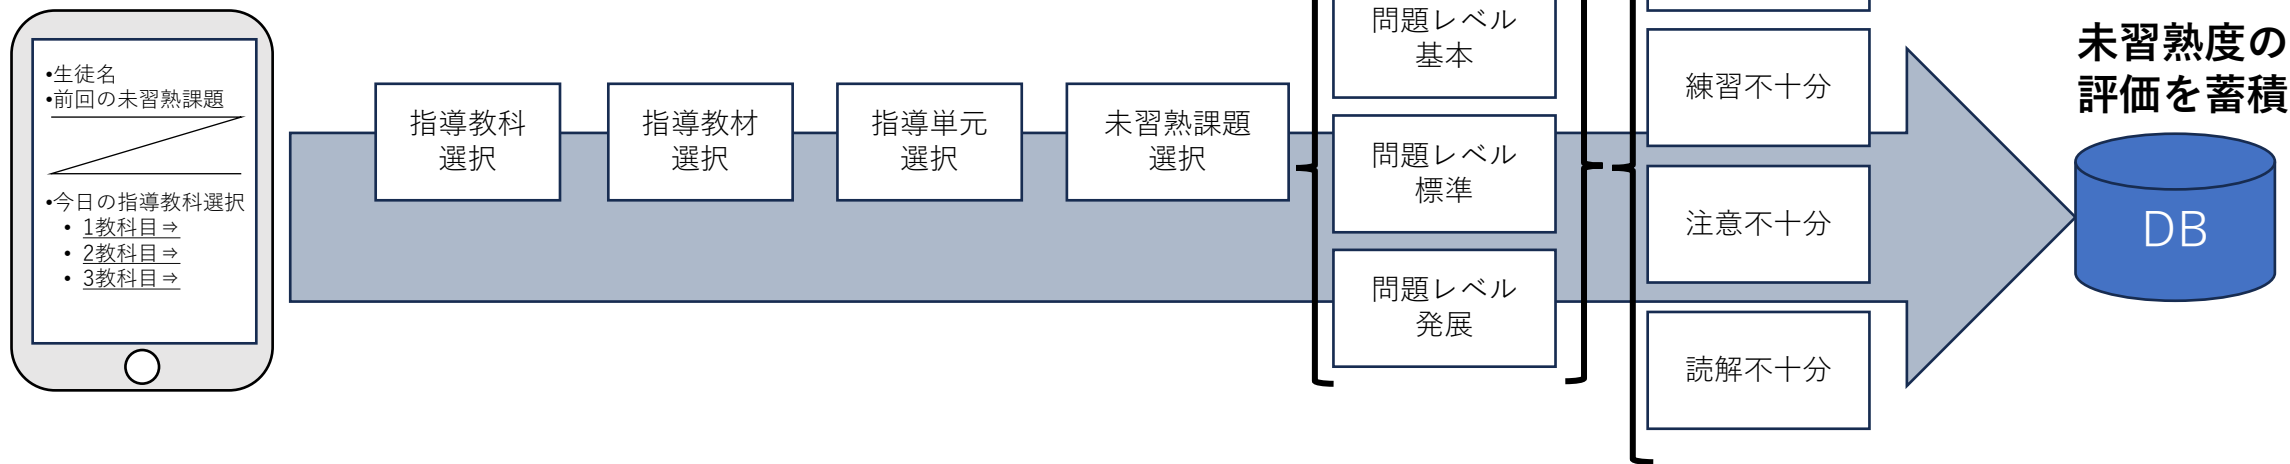 •生徒名
•前回の未習熟課題
•今日の指導教科選択
• 1教科目⇒
• 2教科目⇒
• 3教科目⇒
指導教科
選択
指導教材
選択
指導単元
選択
未習熟課題
選択
問題レベル
基本
問題レベル
標準
問題レベル
発展
練習不十分
注意不十分
読解不十分
未習熟度の
評価を蓄積
DB